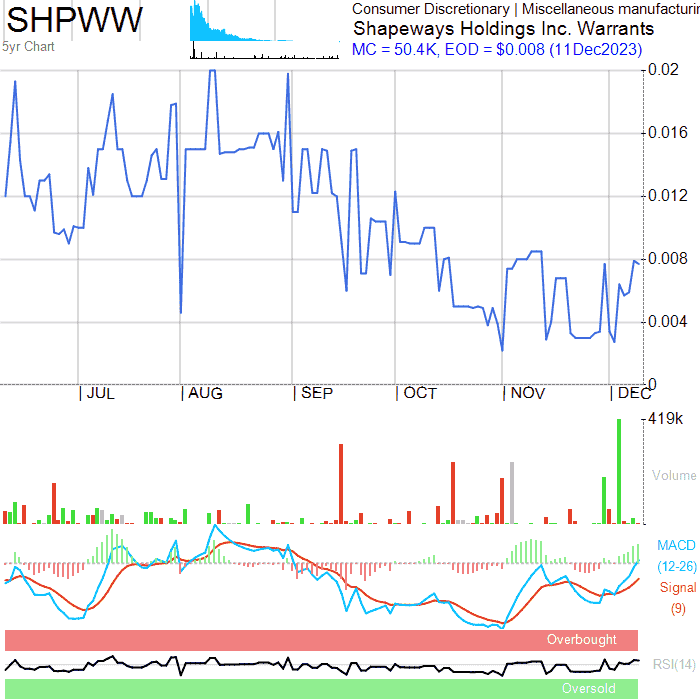 SHPWW
5yr Chart
Consumer Discretionary | Miscellaneous manufacturin
Shapeways Holdings Inc. Warrants
MC = 50.4K, EOD = $0.008 (11Dec2023)
0.02
0.016
0.012
0.008
0.004
0
JUL AUG SEP OCT NOV DEC
419k
Volume
MACD
(12-26)
Signal
(9)
Overbought
RSI(14)
Oversold